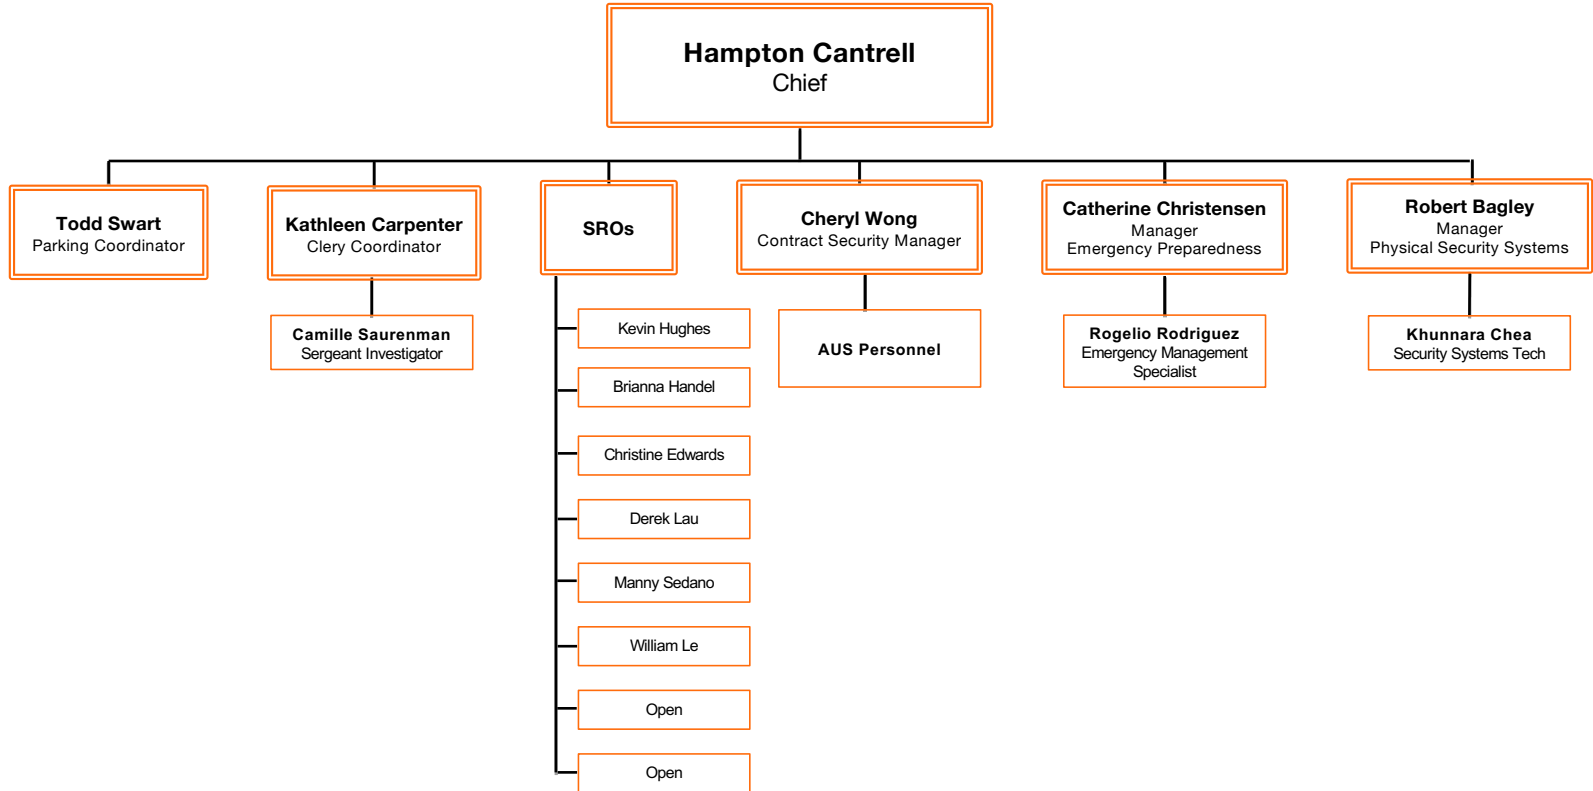 Hampton Cantrell
Chief
Todd Swart
Parking Coordinator
Kathleen Carpenter
Clery Coordinator
SROs
Cheryl Wong
Contract Security Manager
Catherine Christensen
Manager
Emergency Preparedness
Robert Bagley
Manager
Physical Security Systems
Camille Saurenman
Sergeant Investigator
Kevin Hughes
Brianna Handel
Christine Edwards
Derek Lau
Manny Sedano
William Le
Open
Open
AUS Personnel
Rogelio Rodriguez
Emergency Management
Specialist
Khunnara Chea
Security Systems Tech